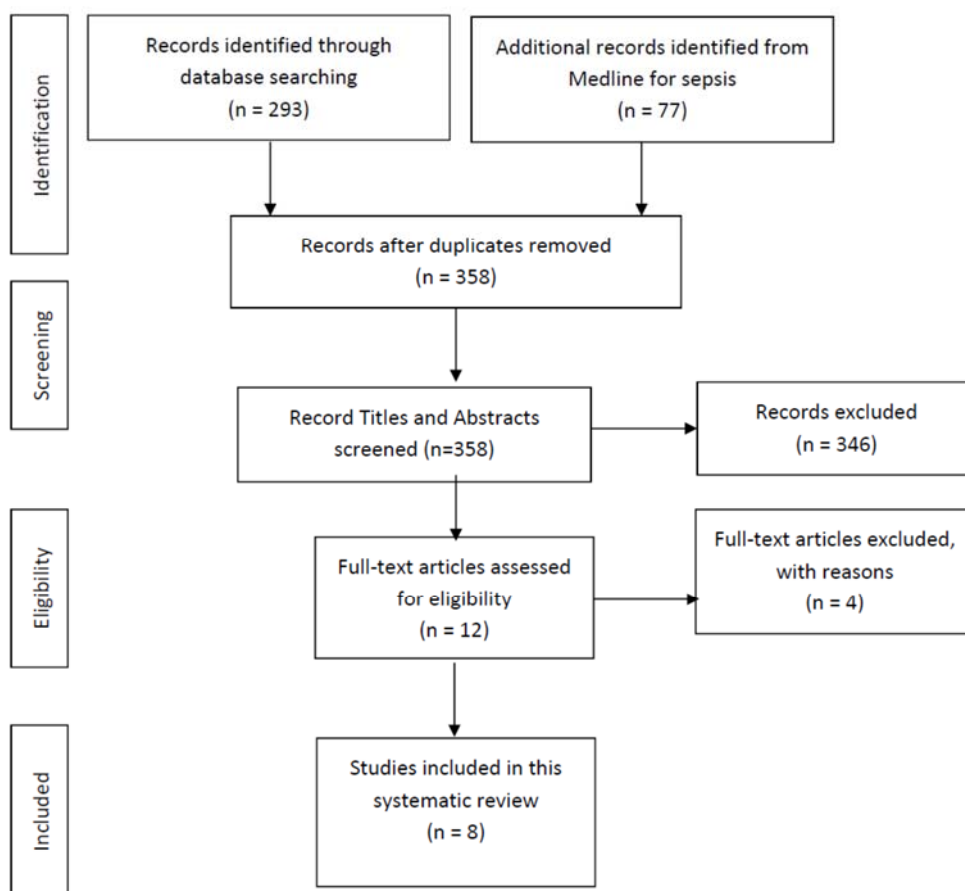 Identification
Records identified through
database searching
(n = 293)
Additional records identified from
Medline for sepsis
(n = 77)
Records after duplicates removed
(n = 358)
Screening
Record Titles and Abstracts
screened (n=358)
Records excluded
(n = 346)
Eligibility
Full-text articles assessed
for eligibility
(n = 12)
Full-text articles excluded,
with reasons
(n = 4)
Included
Studies included in this
systematic review
(n = 8)